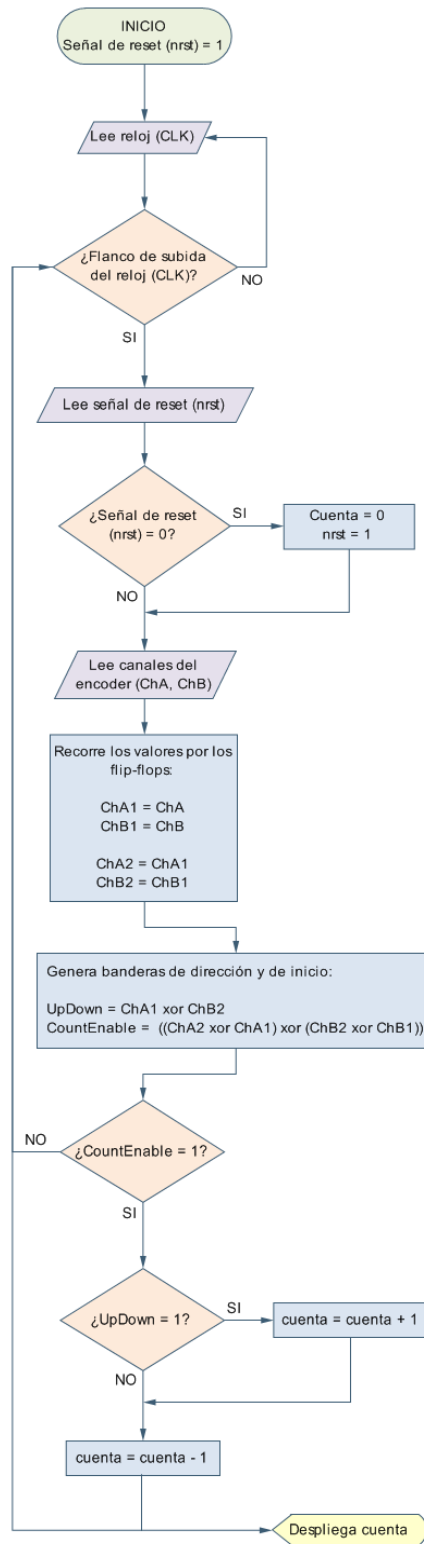 INICIO
Señal de reset (nrst) = 1
Lee reloj (CLK)
¿Flanco de subida
del reloj (CLK)?
NO
SI
Lee señal de reset (nrst)
¿Señal de reset
(nrst) = 0?
SI
Cuenta = 0
nrst = 1
NO
Lee canales del
encoder (ChA, ChB)
Recorre los valores por los
flip-flops:
ChA1 = ChA
ChB1 = ChB
ChA2 = ChA1
ChB2 = ChB1
Genera banderas de dirección y de inicio:
UpDown = ChA1 xor ChB2
CountEnable = ((ChA2 xor ChA1) xor (ChB2 xor ChB1))
NO
¿CountEnable = 1?
SI
¿UpDown = 1?
SI
cuenta = cuenta + 1
NO
cuenta = cuenta - 1
Despliega cuenta